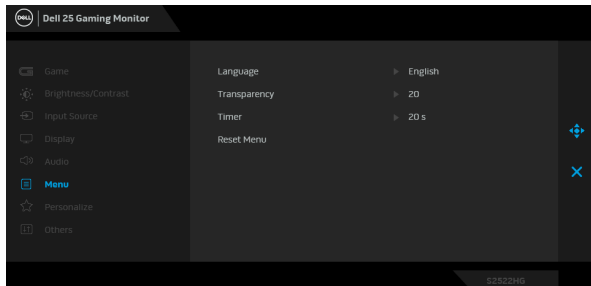 DELL
Dell 25 Gaming Monitor
Game
Brightness/Contrast
Input Source
Display
Audio
Menu
Personalize
Others
Language English
Transparency 20
Timer 20 s
Reset Menu
S2522HG